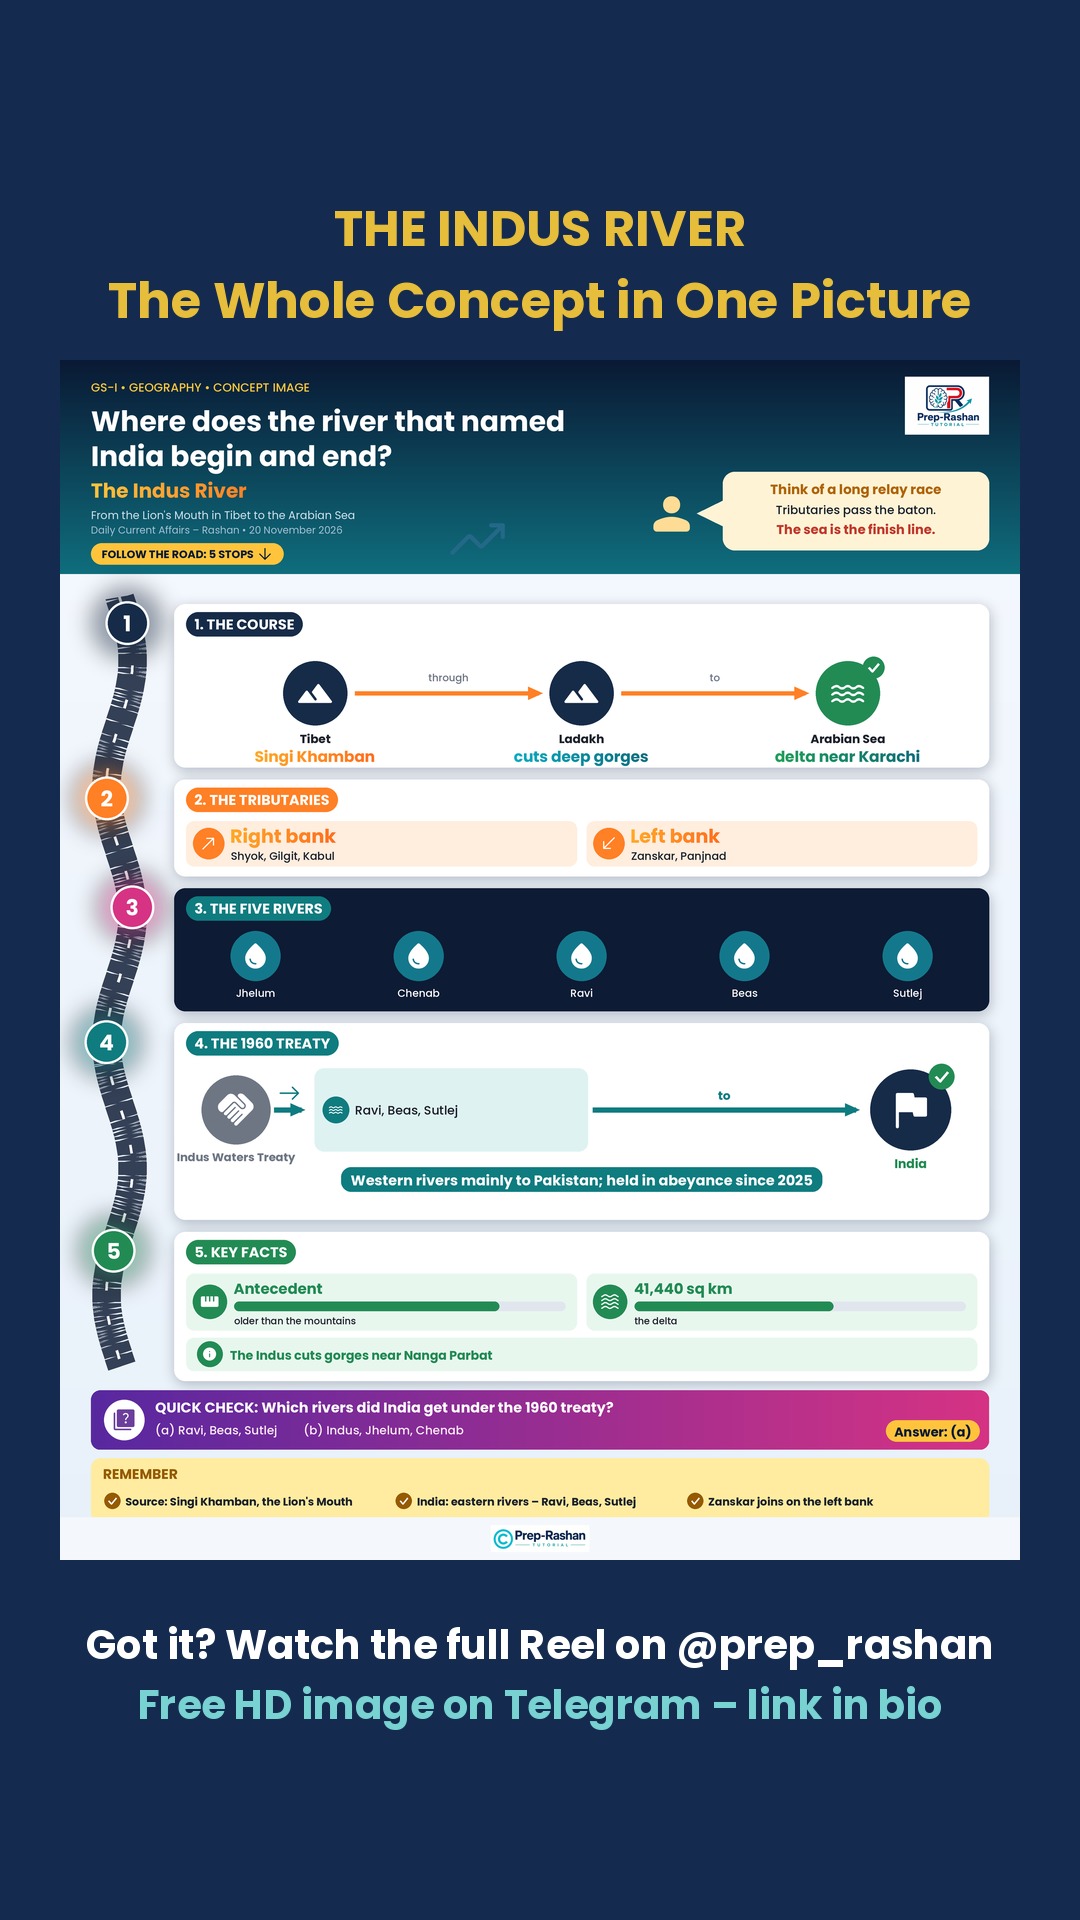 THE INDUS RIVER
The Whole Concept in One Picture
GS-I • GEOGRAPHY • CONCEPT IMAGE
Where does the river that named
India begin and end?
The Indus River
From the Lion's Mouth in Tibet to the Arabian Sea
Daily Current Affairs – Rashan • 20 November 2026
FOLLOW THE ROAD: 5 STOPS
Prep-Rashan
TUTORIAL
Think of a long relay race
Tributaries pass the baton.
The sea is the finish line.
1
1. THE COURSE
through
to
Tibet
Singi Khamban
Ladakh
cuts deep gorges
Arabian Sea
delta near Karachi
2
2. THE TRIBUTARIES
Right bank
Shyok, Gilgit, Kabul
Left bank
Zanskar, Panjnad
3
3. THE FIVE RIVERS
Jhelum
Chenab
Ravi
Beas
Sutlej
4
4. THE 1960 TREATY
Indus Waters Treaty
Ravi, Beas, Sutlej
to
India
Western rivers mainly to Pakistan; held in abeyance since 2025
5
5. KEY FACTS
Antecedent
older than the mountains
41,440 sq km
the delta
The Indus cuts gorges near Nanga Parbat
QUICK CHECK: Which rivers did India get under the 1960 treaty?
(a) Ravi, Beas, Sutlej (b) Indus, Jhelum, Chenab
Answer: (a)
REMEMBER
Source: Singi Khamban, the Lion's Mouth
India: eastern rivers – Ravi, Beas, Sutlej
Zanskar joins on the left bank
© Prep-Rashan
TUTORIAL
Got it? Watch the full Reel on @prep_rashan
Free HD image on Telegram – link in bio